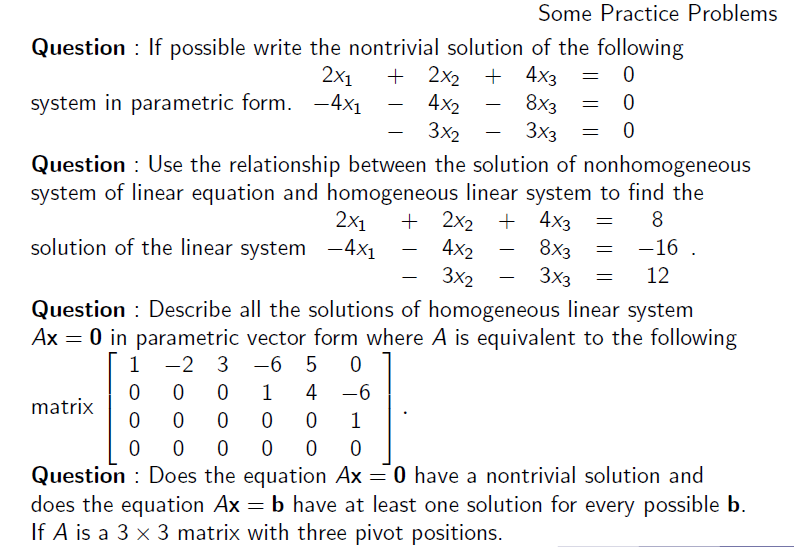 Some Practice Problems
Question : If possible write the nontrivial solution of the following
2x₁ + 2x₂ + 4x₃ = 0
system in parametric form. −4x₁ − 4x₂ − 8x₃ = 0
− 3x₂ − 3x₃ = 0
Question : Use the relationship between the solution of nonhomogeneous
system of linear equation and homogeneous linear system to find the
2x₁ + 2x₂ + 4x₃ = 8
solution of the linear system −4x₁ − 4x₂ − 8x₃ = −16 .
− 3x₂ − 3x₃ = 12
Question : Describe all the solutions of homogeneous linear system
Ax = 0 in parametric vector form where A is equivalent to the following
1 −2 3 −6 5 0
0 0 0 1 4 −6
matrix .
0 0 0 0 0 1
0 0 0 0 0 0
Question : Does the equation Ax = 0 have a nontrivial solution and
does the equation Ax = b have at least one solution for every possible b.
If A is a 3 × 3 matrix with three pivot positions.